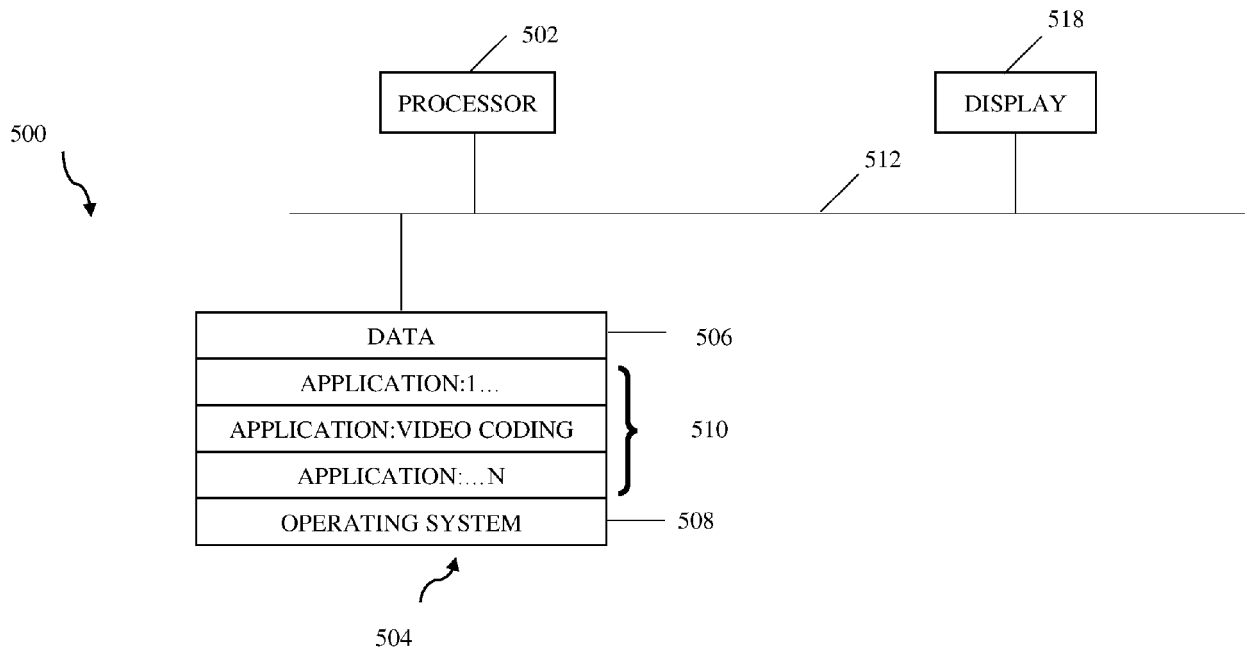 502
518
PROCESSOR
DISPLAY
500
512
DATA
506
APPLICATION:1...
APPLICATION:VIDEO CODING
510
APPLICATION:...N
OPERATING SYSTEM
508
504